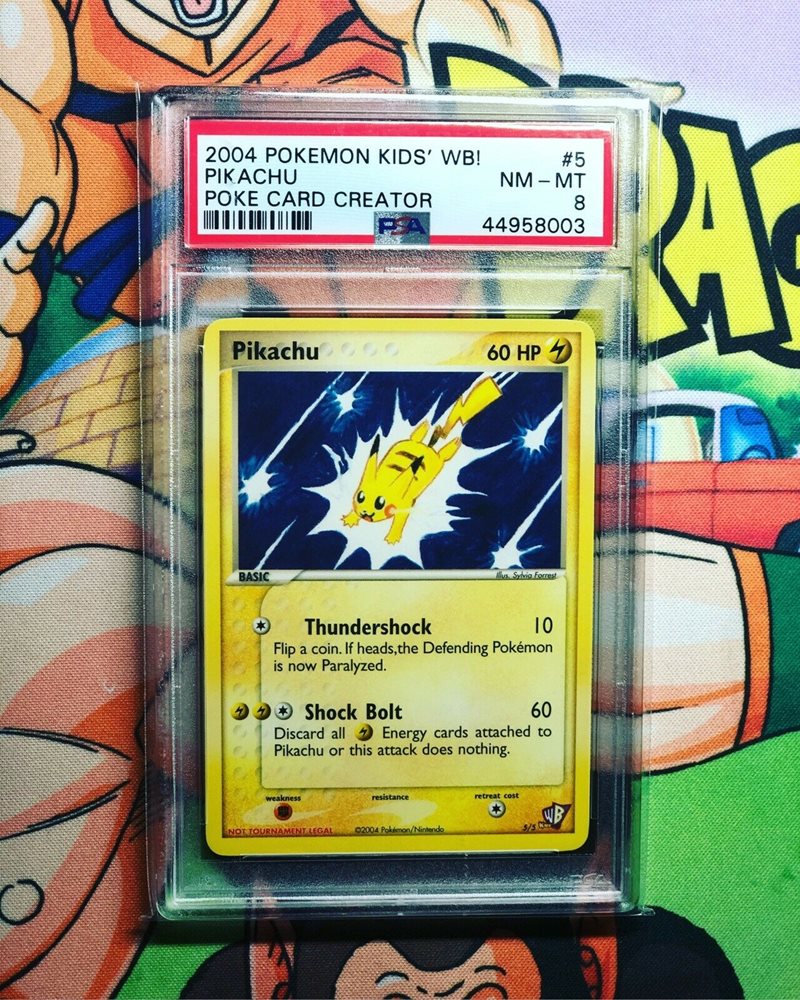 2004 POKEMON KIDS' WB! #5
PIKACHU NM - MT
POKE CARD CREATOR 8
PSA 44958003
Pikachu 60 HP
BASIC Illus. Sylvia Forrest
Thundershock 10
Flip a coin. If heads,the Defending Pokémon
is now Paralyzed.
Shock Bolt 60
Discard all Energy cards attached to
Pikachu or this attack does nothing.
weakness resistance retreat cost
NOT TOURNAMENT LEGAL ©2004 Pokémon/Nintendo 5/5 WB
DRAG